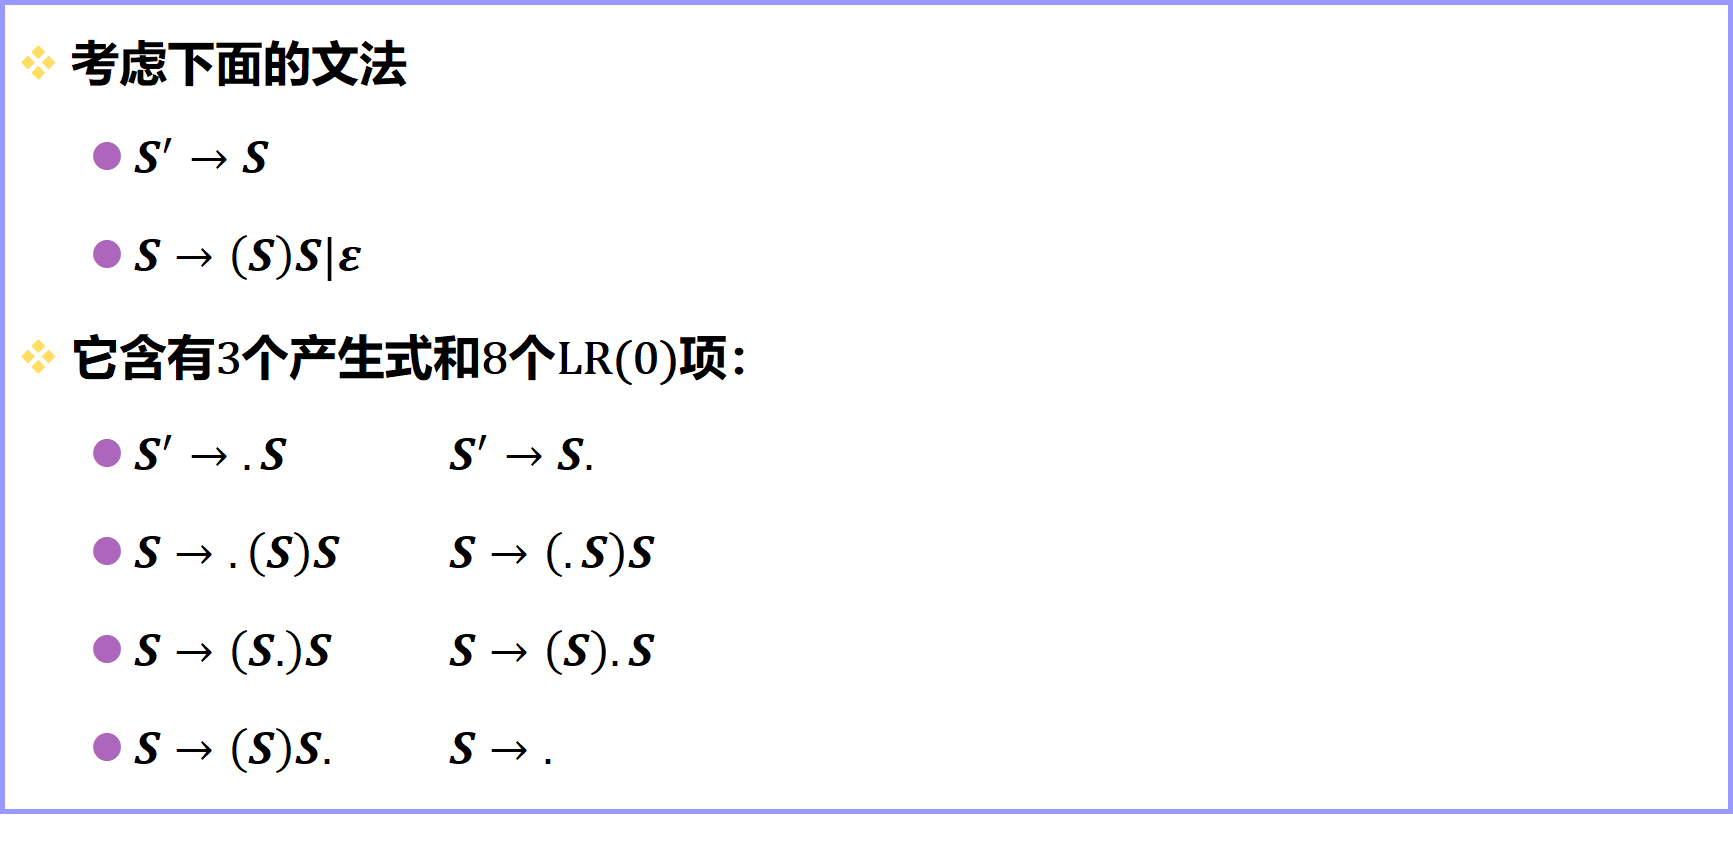 考虑下面的文法
S′ → S
S → (S)S|ε
它含有3个产生式和8个LR(0)项：
S′ → .S S′ → S.
S → .(S)S S → (.S)S
S → (S.)S S → (S).S
S → (S)S. S → .